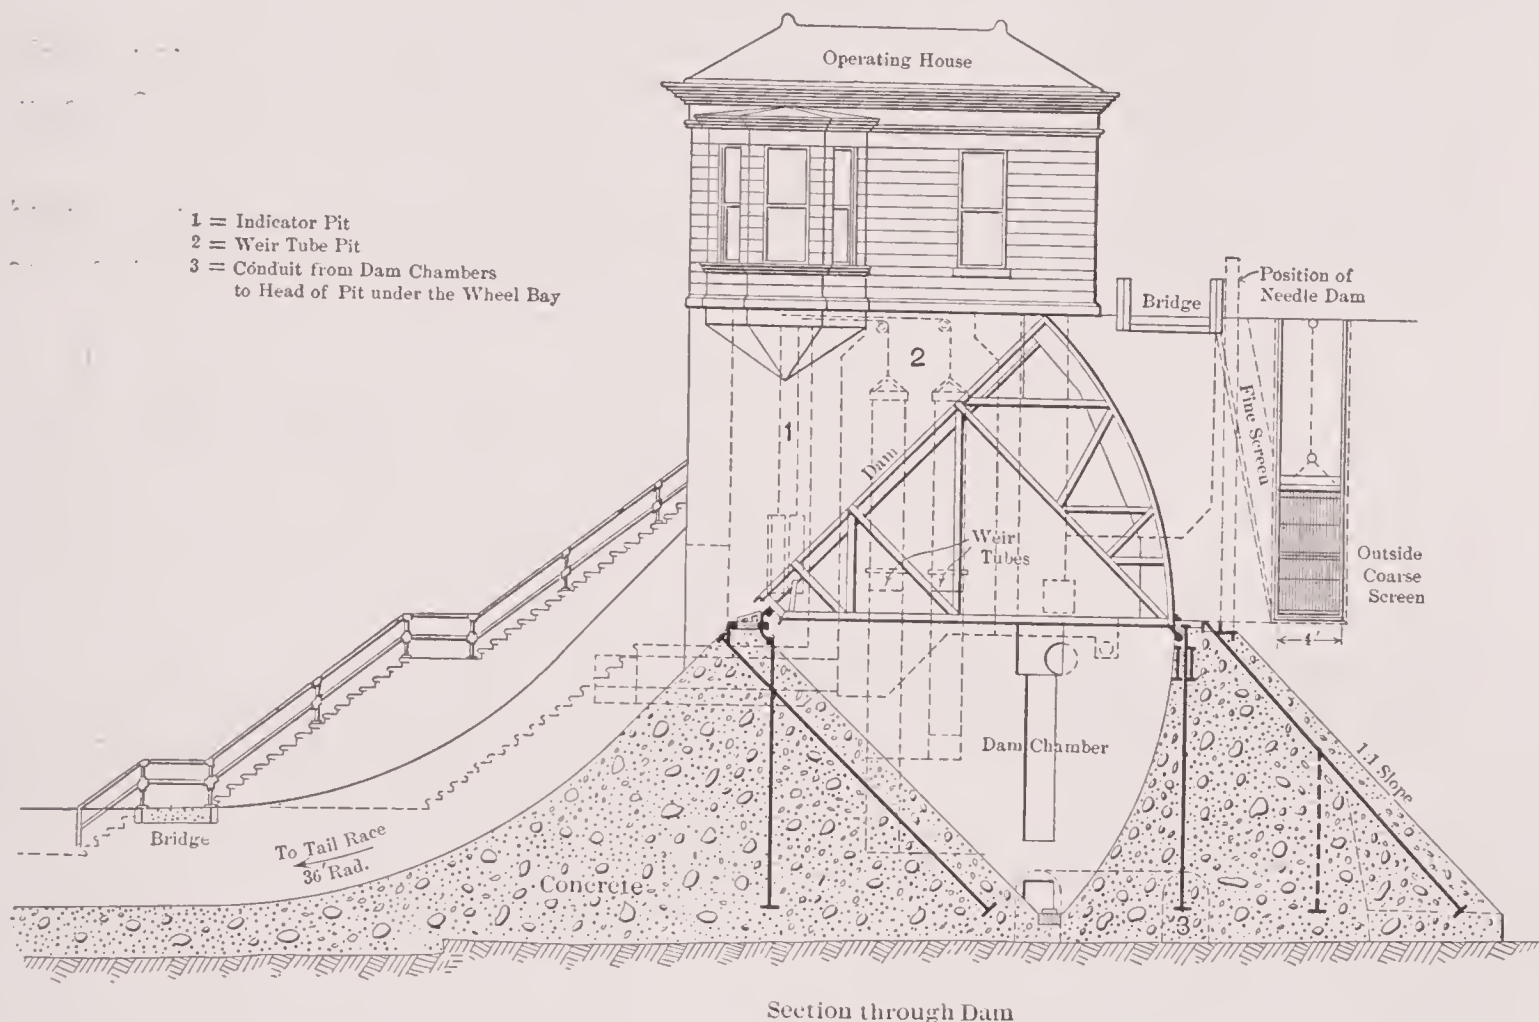 Operating House
1 = Indicator Pit
2 = Weir Tube Pit
3 = Conduit from Dam Chambers
to Head of Pit under the Wheel Bay
Position of
Needle Dam
Bridge
2
Fine Screen
1
Dam
Weir
Tubes
Outside
Coarse
Screen
4'
Dam Chamber
1:1 Slope
Bridge
To Tail Race
36' Rad.
Concrete
3
Section through Dam